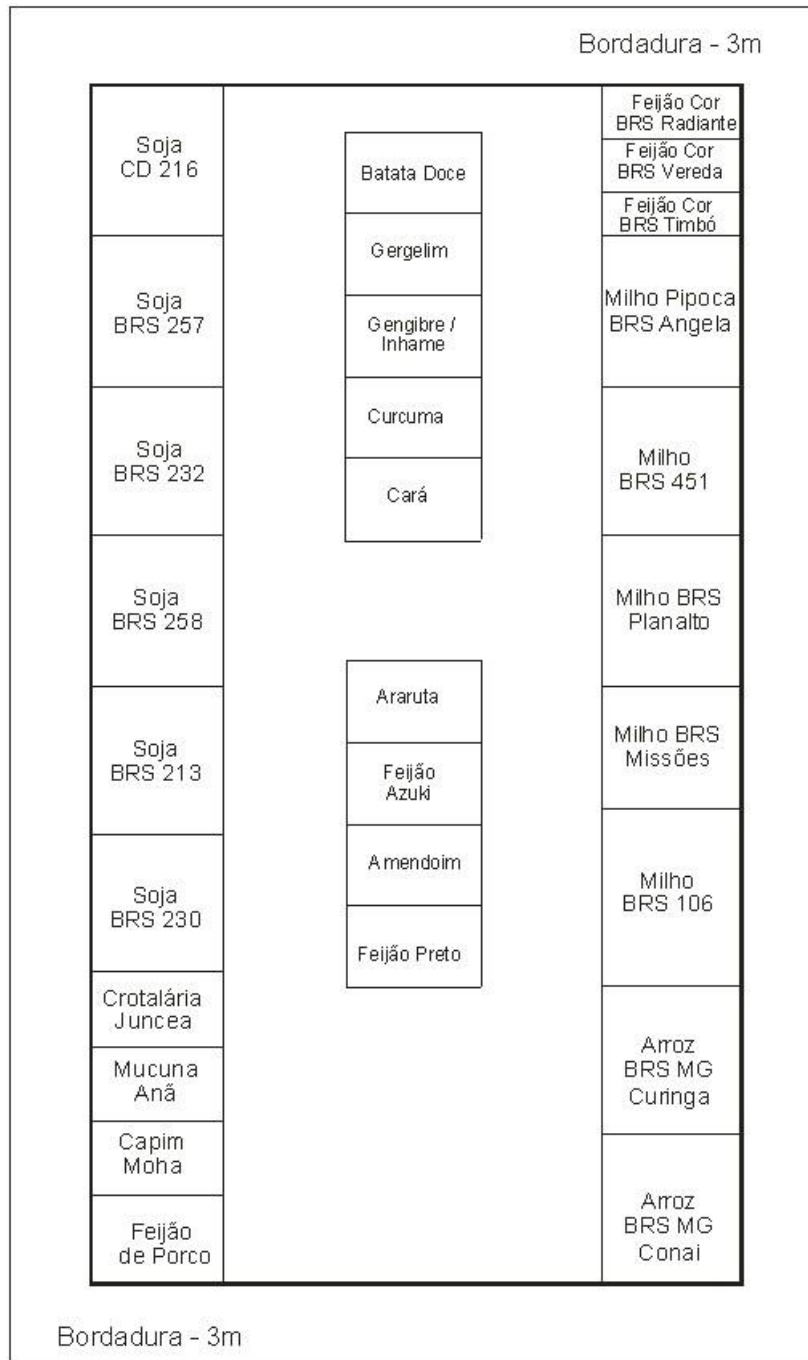 Bordadura - 3m
Soja
CD 216
Soja
BRS 257
Soja
BRS 232
Soja
BRS 258
Soja
BRS 213
Soja
BRS 230
Crotalária
Juncea
Mucuna
Anã
Capim
Moha
Feijão
de Porco
Batata Doce
Gergelim
Gengibre /
Inhame
Curcuma
Cará
Araruta
Feijão
Azuki
Amendoim
Feijão Preto
Feijão Cor
BRS Radiante
Feijão Cor
BRS Vereda
Feijão Cor
BRS Timbó
Milho Pipoca
BRS Angela
Milho
BRS 451
Milho BRS
Planalto
Milho BRS
Missões
Milho
BRS 106
Arroz
BRS MG
Curinga
Arroz
BRS MG
Conai
Bordadura - 3m